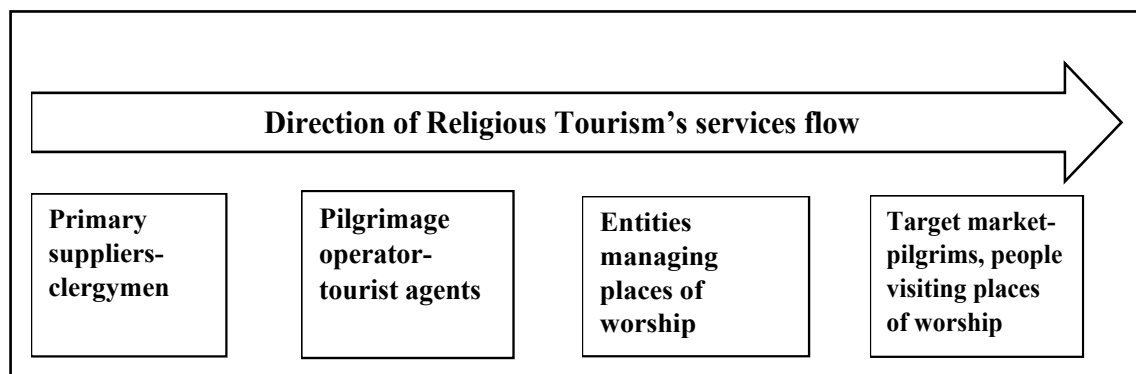 Direction of Religious Tourism’s services flow
Primary
suppliers-
clergymen
Pilgrimage
operator-
tourist agents
Entities
managing
places of
worship
Target market-
pilgrims, people
visiting places
of worship